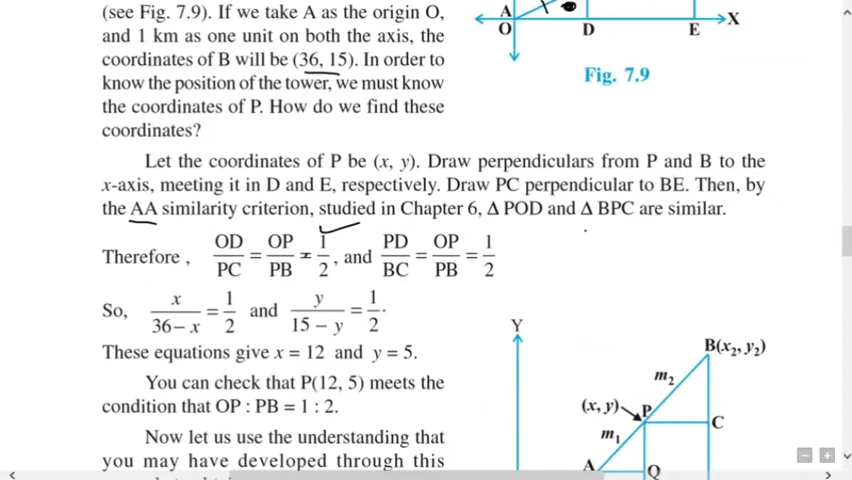 (see Fig. 7.9). If we take A as the origin O,
and 1 km as one unit on both the axis, the
coordinates of B will be (36, 15). In order to
know the position of the tower, we must know
the coordinates of P. How do we find these
coordinates?
A
O
D
E
X
Fig. 7.9
Let the coordinates of P be (x, y). Draw perpendiculars from P and B to the
x-axis, meeting it in D and E, respectively. Draw PC perpendicular to BE. Then, by
the AA similarity criterion, studied in Chapter 6, Δ POD and Δ BPC are similar.
Therefore , OD/PC = OP/PB = 1/2, and PD/BC = OP/PB = 1/2
So, x/36 – x = 1/2 and y/15 – y = 1/2.
These equations give x = 12 and y = 5.
You can check that P(12, 5) meets the
condition that OP : PB = 1 : 2.
Now let us use the understanding that
you may have developed through this
Y
B(x₂, y₂)
m₂
(x, y)
P
C
m₁
A
Q